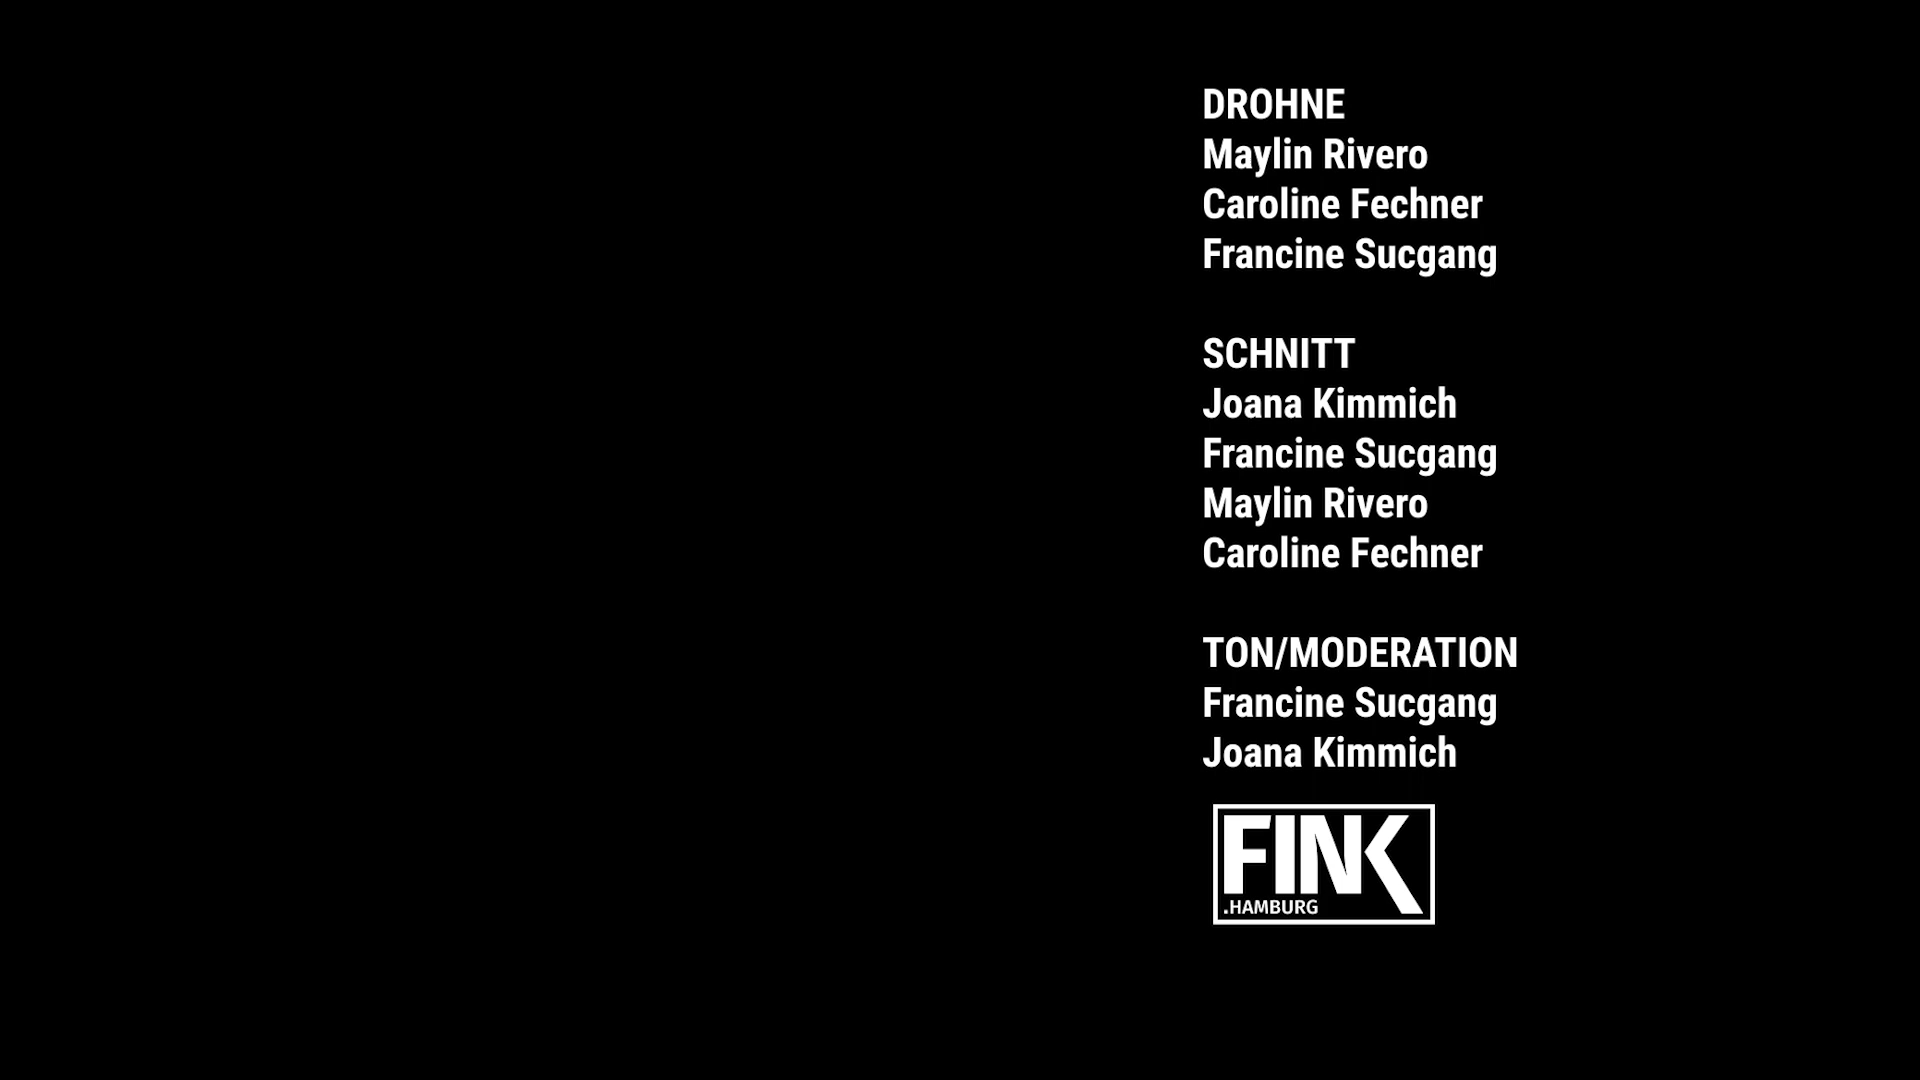 DROHNE
Maylin Rivero
Caroline Fechner
Francine Sucgang
SCHNITT
Joana Kimmich
Francine Sucgang
Maylin Rivero
Caroline Fechner
TON/MODERATION
Francine Sucgang
Joana Kimmich
FINK
.HAMBURG